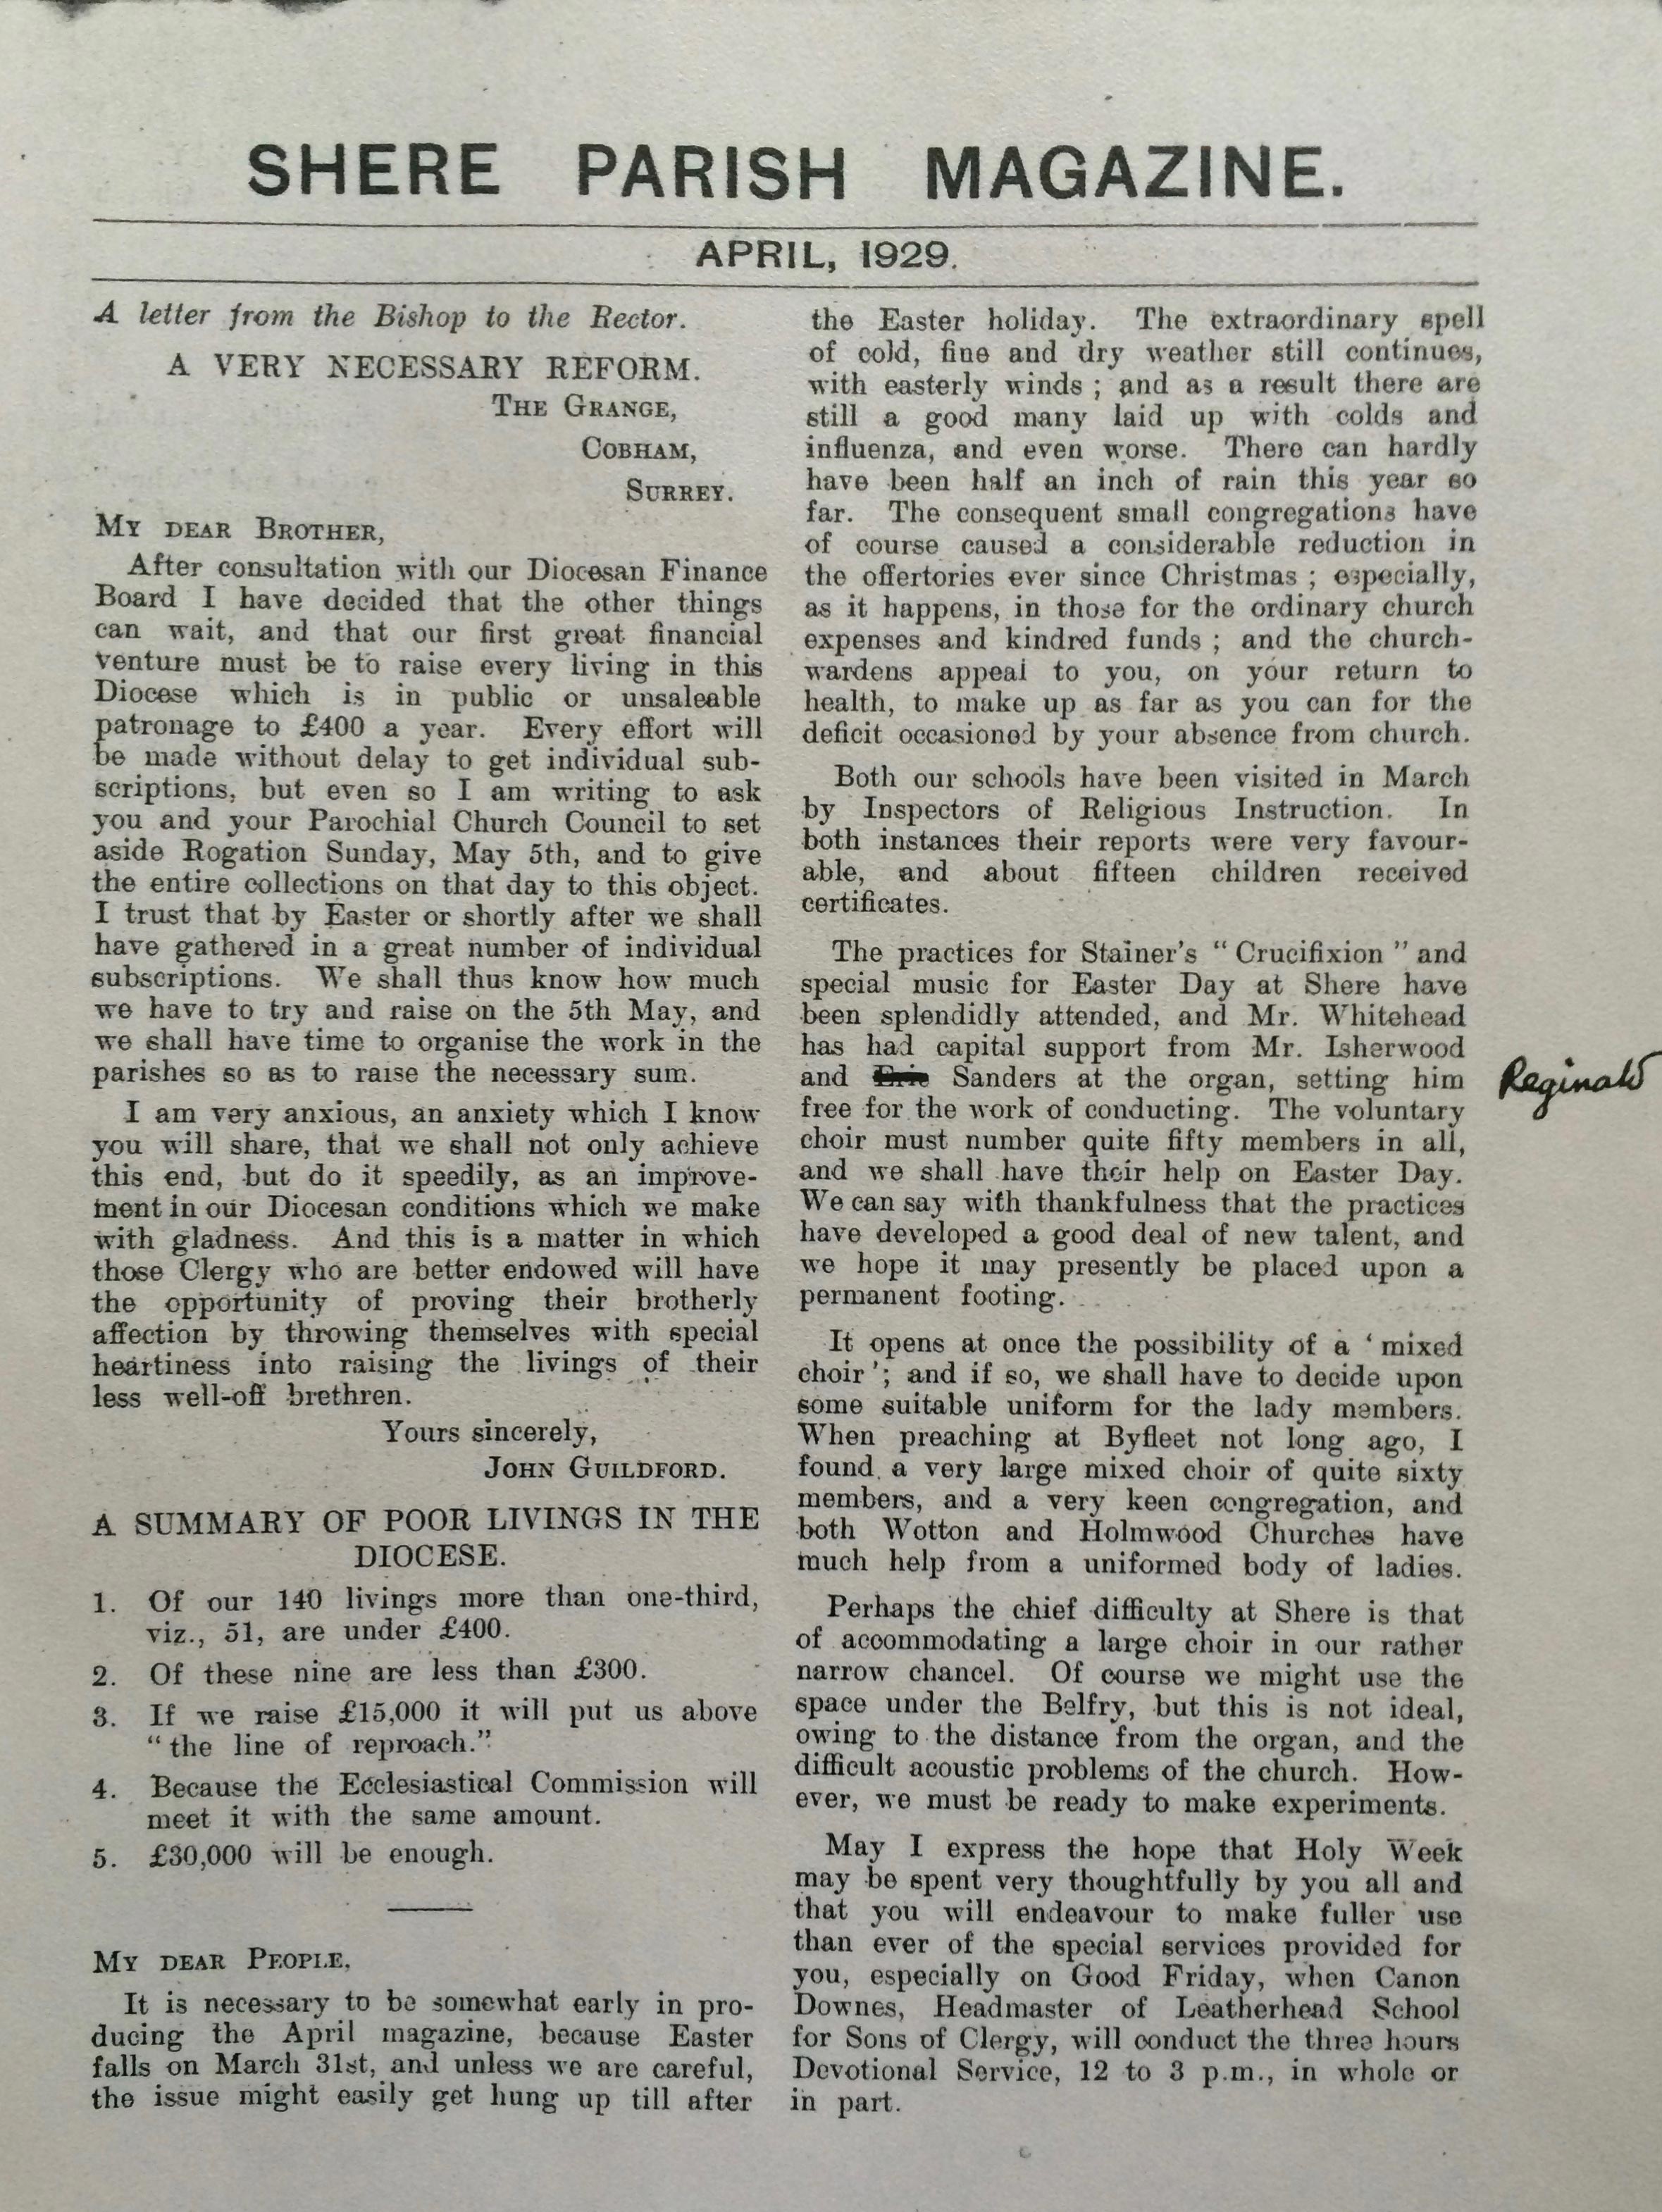 SHERE PARISH MAGAZINE.
APRIL, 1929.
A letter from the Bishop to the Rector.
A VERY NECESSARY REFORM.
THE GRANGE,
COBHAM,
SURREY.
MY DEAR BROTHER,
After consultation with our Diocesan Finance
Board I have decided that the other things
can wait, and that our first great financial
venture must be to raise every living in this
Diocese which is in public or unsaleable
patronage to £400 a year. Every effort will
be made without delay to get individual sub-
scriptions, but even so I am writing to ask
you and your Parochial Church Council to set
aside Rogation Sunday, May 5th, and to give
the entire collections on that day to this object.
I trust that by Easter or shortly after we shall
have gathered in a great number of individual
subscriptions. We shall thus know how much
we have to try and raise on the 5th May, and
we shall have time to organise the work in the
parishes so as to raise the necessary sum.
I am very anxious, an anxiety which I know
you will share, that we shall not only achieve
this end, but do it speedily, as an improve-
ment in our Diocesan conditions which we make
with gladness. And this is a matter in which
those Clergy who are better endowed will have
the opportunity of proving their brotherly
affection by throwing themselves with special
heartiness into raising the livings of their
less well-off brethren.
Yours sincerely,
JOHN GUILDFORD.
A SUMMARY OF POOR LIVINGS IN THE
DIOCESE.
1. Of our 140 livings more than one-third,
viz., 51, are under £400.
2. Of these nine are less than £300.
3. If we raise £15,000 it will put us above
"the line of reproach."
4. Because the Ecclesiastical Commission will
meet it with the same amount.
5. £30,000 will be enough.
MY DEAR PEOPLE,
It is necessary to be somewhat early in pro-
ducing the April magazine, because Easter
falls on March 31st, and unless we are careful,
the issue might easily get hung up till after
the Easter holiday. The extraordinary spell
of cold, fine and dry weather still continues,
with easterly winds ; and as a result there are
still a good many laid up with colds and
influenza, and even worse. There can hardly
have been half an inch of rain this year so
far. The consequent small congregations have
of course caused a considerable reduction in
the offertories ever since Christmas ; especially,
as it happens, in those for the ordinary church
expenses and kindred funds ; and the church-
wardens appeal to you, on your return to
health, to make up as far as you can for the
deficit occasioned by your absence from church.
Both our schools have been visited in March
by Inspectors of Religious Instruction. In
both instances their reports were very favour-
able, and about fifteen children received
certificates.
The practices for Stainer's "Crucifixion" and
special music for Easter Day at Shere have
been splendidly attended, and Mr. Whitehead
has had capital support from Mr. Isherwood
and Eric Sanders at the organ, setting him
Reginald
free for the work of conducting. The voluntary
choir must number quite fifty members in all,
and we shall have their help on Easter Day.
We can say with thankfulness that the practices
have developed a good deal of new talent, and
we hope it may presently be placed upon a
permanent footing.
It opens at once the possibility of a 'mixed
choir'; and if so, we shall have to decide upon
some suitable uniform for the lady members.
When preaching at Byfleet not long ago, I
found a very large mixed choir of quite sixty
members, and a very keen congregation, and
both Wotton and Holmwood Churches have
much help from a uniformed body of ladies.
Perhaps the chief difficulty at Shere is that
of accommodating a large choir in our rather
narrow chancel. Of course we might use the
space under the Belfry, but this is not ideal,
owing to the distance from the organ, and the
difficult acoustic problems of the church. How-
ever, we must be ready to make experiments.
May I express the hope that Holy Week
may be spent very thoughtfully by you all and
that you will endeavour to make fuller use
than ever of the special services provided for
you, especially on Good Friday, when Canon
Downes, Headmaster of Leatherhead School
for Sons of Clergy, will conduct the three hours
Devotional Service, 12 to 3 p.m., in whole or
in part.